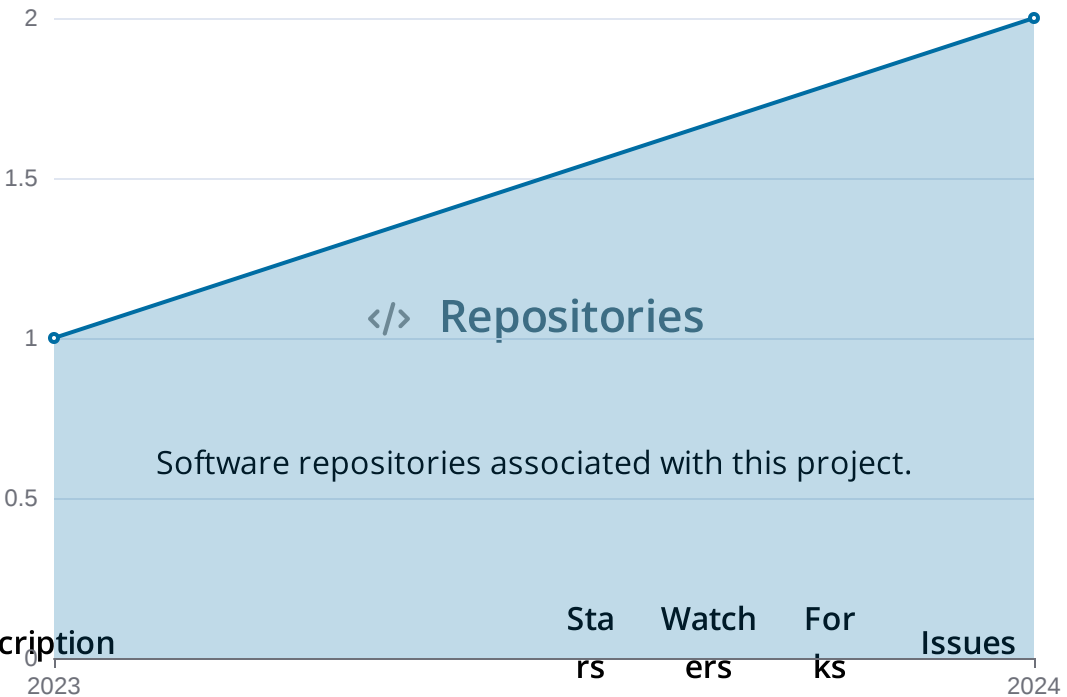 2
1.5
</> Repositories
1
Software repositories associated with this project.
0.5
Sta Watch For
cription Issues
0
rs ers ks
2023 2024